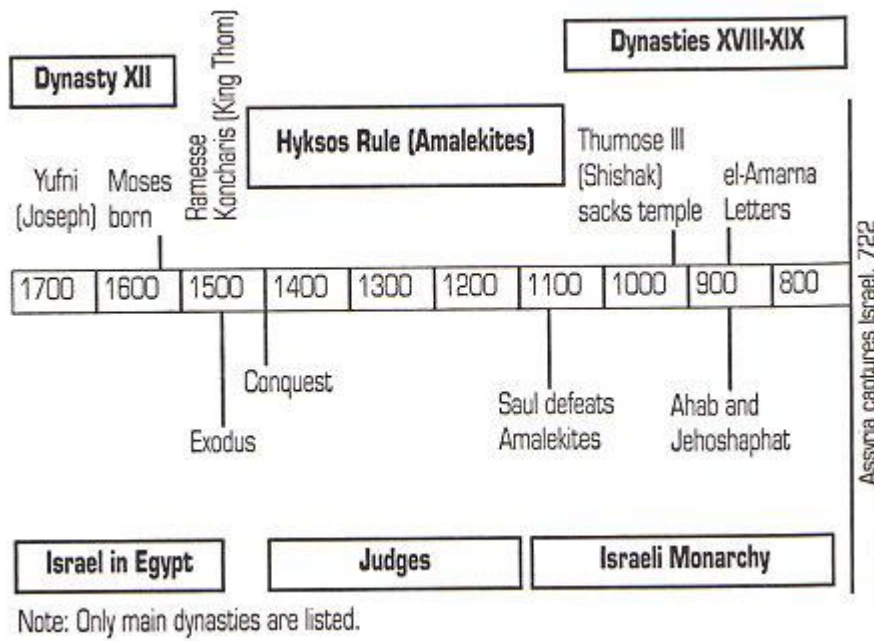 Dynasty XII
Ramesse
Koncharis (King Thom)
Dynasties XVIII-XIX
Hyksos Rule (Amalekites)
Yufni
(Joseph)
Moses
born
Thumose III
(Shishak)
sacks temple
el-Amarna
Letters
1700 1600 1500 1400 1300 1200 1100 1000 900 800
Exodus
Conquest
Saul defeats
Amalekites
Ahab and
Jehoshaphat
Assyria captures Israel, 722
Israel in Egypt
Judges
Israeli Monarchy
Note: Only main dynasties are listed.